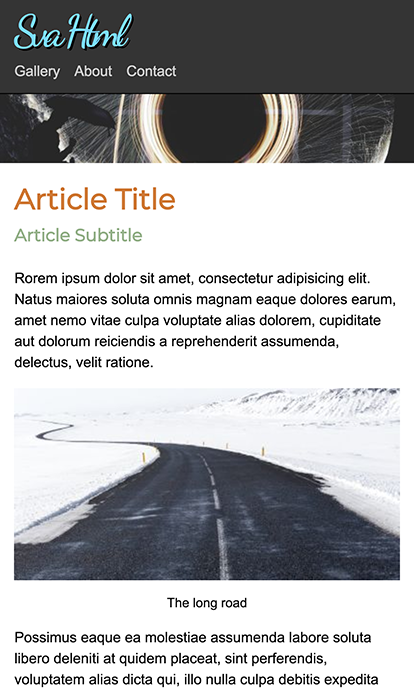 Sva Html
Gallery About Contact
Article Title
Article Subtitle
Rorem ipsum dolor sit amet, consectetur adipisicing elit.
Natus maiores soluta omnis magnam eaque dolores earum,
amet nemo vitae culpa voluptate alias dolorem, cupiditate
aut dolorum reiciendis a reprehenderit assumenda,
delectus, velit ratione.
The long road
Possimus eaque ea molestiae assumenda labore soluta
libero deleniti at quidem placeat, sint perferendis,
voluptatem alias dicta qui, illo nulla culpa debitis expedita